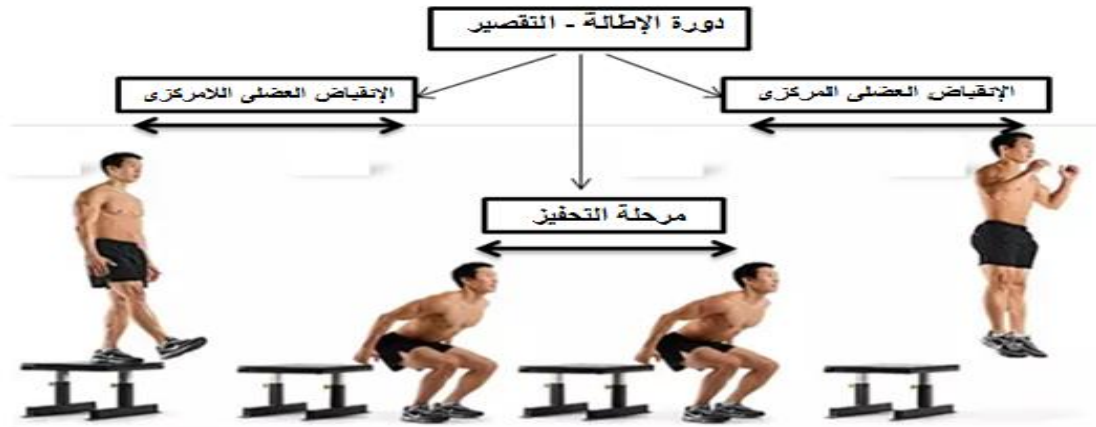 دورة الإطالة - التقصير
الإنقباض العضلى المركزى
الإنقباض العضلى اللامركزى
مرحلة التحفيز